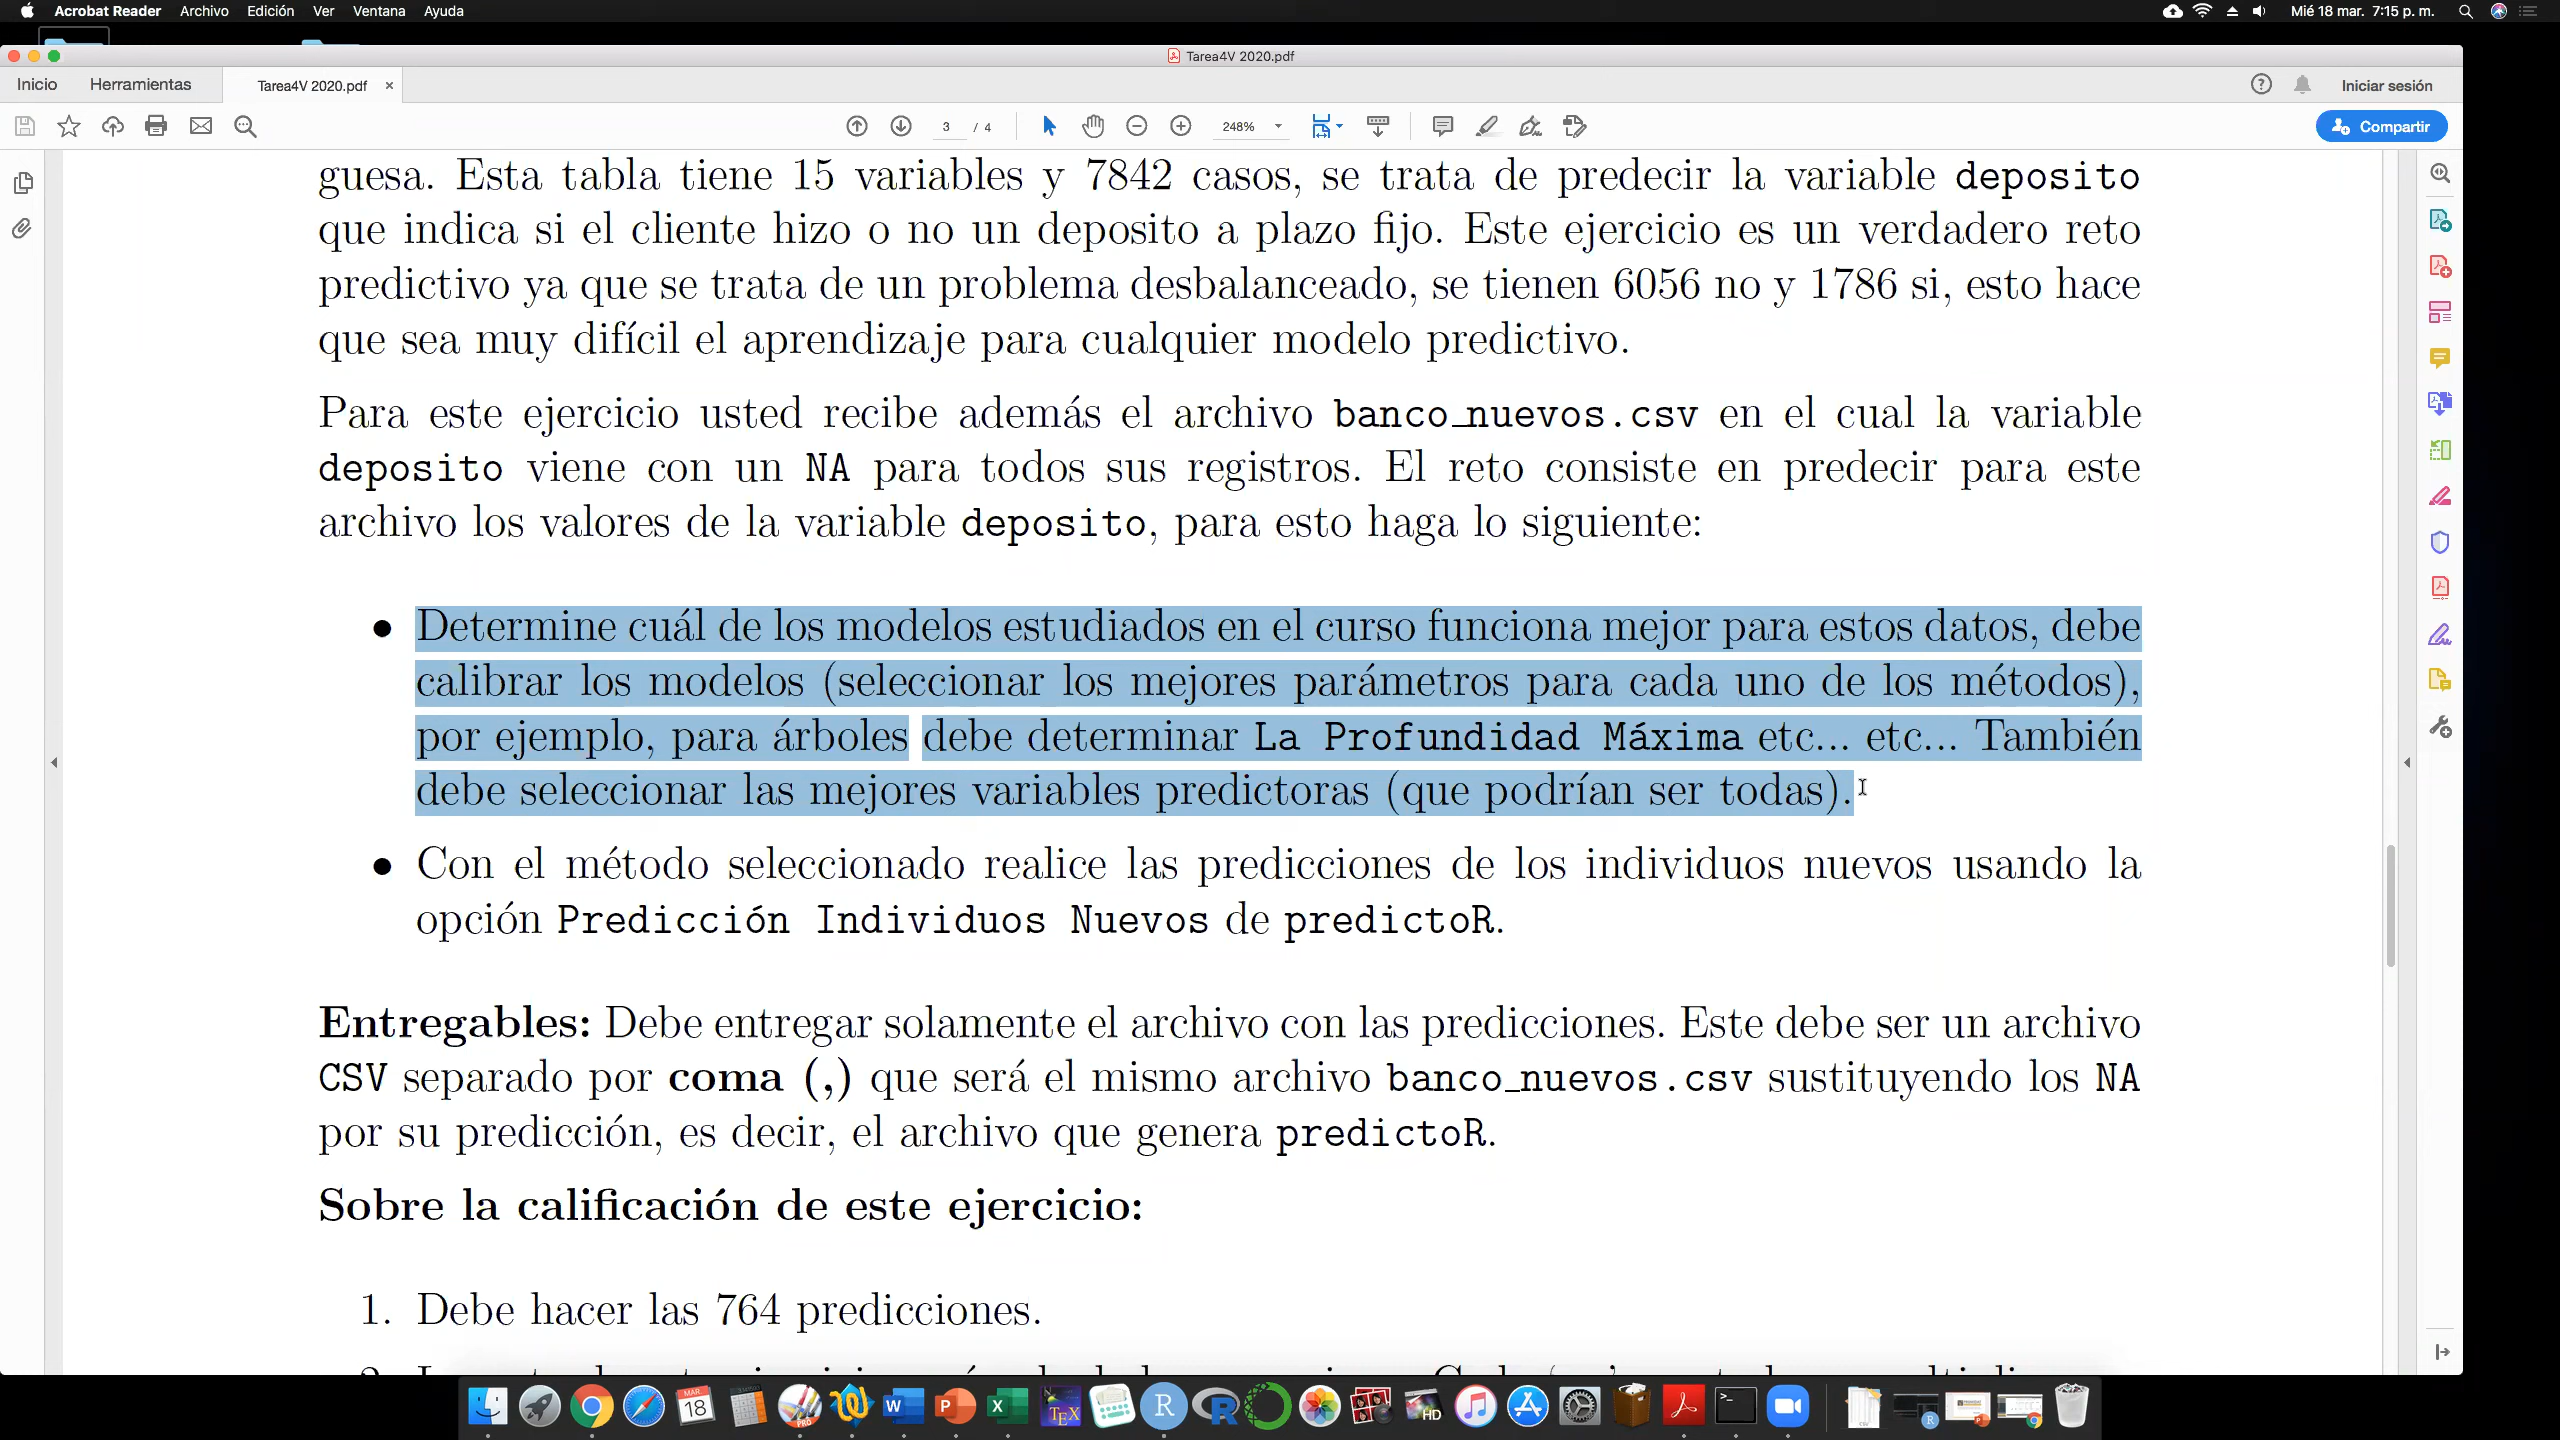 Acrobat Reader Archivo Edición Ver Ventana Ayuda
Mié 18 mar. 7:15 p. m.
Tarea4V 2020.pdf
Inicio Herramientas Tarea4V 2020.pdf × Iniciar sesión
3 / 4 248% Compartir
guesa. Esta tabla tiene 15 variables y 7842 casos, se trata de predecir la variable deposito
que indica si el cliente hizo o no un deposito a plazo fijo. Este ejercicio es un verdadero reto
predictivo ya que se trata de un problema desbalanceado, se tienen 6056 no y 1786 si, esto hace
que sea muy difícil el aprendizaje para cualquier modelo predictivo.
Para este ejercicio usted recibe además el archivo banco_nuevos.csv en el cual la variable
deposito viene con un NA para todos sus registros. El reto consiste en predecir para este
archivo los valores de la variable deposito, para esto haga lo siguiente:
• Determine cuál de los modelos estudiados en el curso funciona mejor para estos datos, debe
calibrar los modelos (seleccionar los mejores parámetros para cada uno de los métodos),
por ejemplo, para árboles debe determinar La Profundidad Máxima etc... etc... También
debe seleccionar las mejores variables predictoras (que podrían ser todas).
• Con el método seleccionado realice las predicciones de los individuos nuevos usando la
opción Predicción Individuos Nuevos de predictoR.
Entregables: Debe entregar solamente el archivo con las predicciones. Este debe ser un archivo
CSV separado por coma (,) que será el mismo archivo banco_nuevos.csv sustituyendo los NA
por su predicción, es decir, el archivo que genera predictoR.
Sobre la calificación de este ejercicio:
1. Debe hacer las 764 predicciones.
MAR
18
TEX
HD